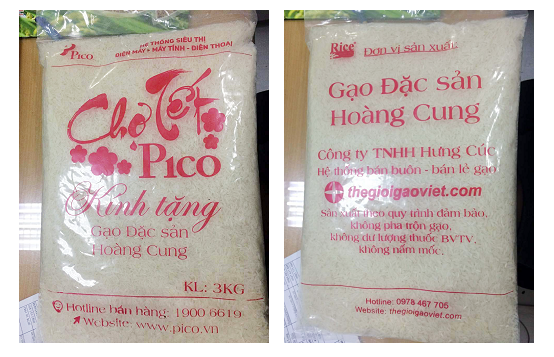 Pico
HỆ THỐNG SIÊU THỊ
ĐIỆN MÁY - MÁY TÍNH - ĐIỆN THOẠI
Chợ Tết
Pico
Kính tặng
Gạo Đặc sản
Hoàng Cung
KL: 3KG
Hotline bán hàng: 1900 6619
Website: www.pico.vn
Rice
Đơn vị sản xuất:
Gạo Đặc sản
Hoàng Cung
Công ty TNHH Hưng Cúc
Hệ thống bán buôn - bán lẻ gạo
thegioigaoviet.com
Sản xuất theo quy trình đảm bảo,
không pha trộn gạo,
không dư lượng thuốc BVTV,
không nấm mốc.
Hotline: 0978 467 705
Website: thegioigaoviet.com